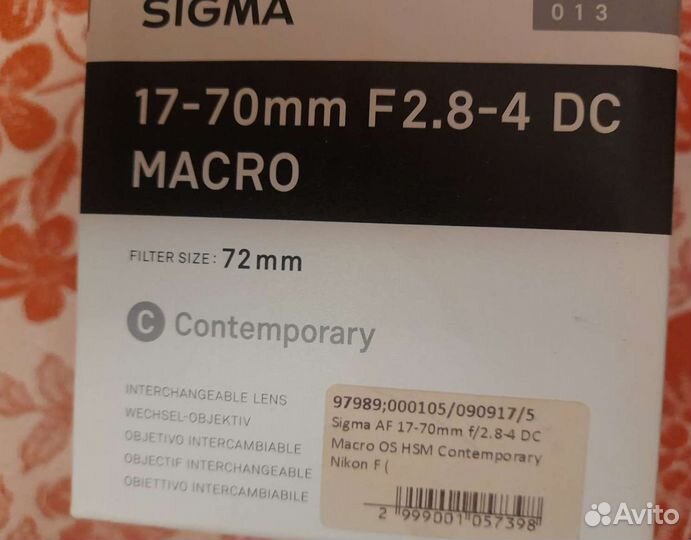 SIGMA
013
17-70mm F2.8-4 DC
MACRO
FILTER SIZE: 72mm
C Contemporary
INTERCHANGEABLE LENS
WECHSEL-OBJEKTIV
OBJETIVO INTERCAMBIABLE
OBJECTIF INTERCHANGEABLE
OBIETTIVO INTERCAMBIABILE
97989;000105/090917/5
Sigma AF 17-70mm f/2.8-4 DC
Macro OS HSM Contemporary
Nikon F (
2 999001 057398
Avito